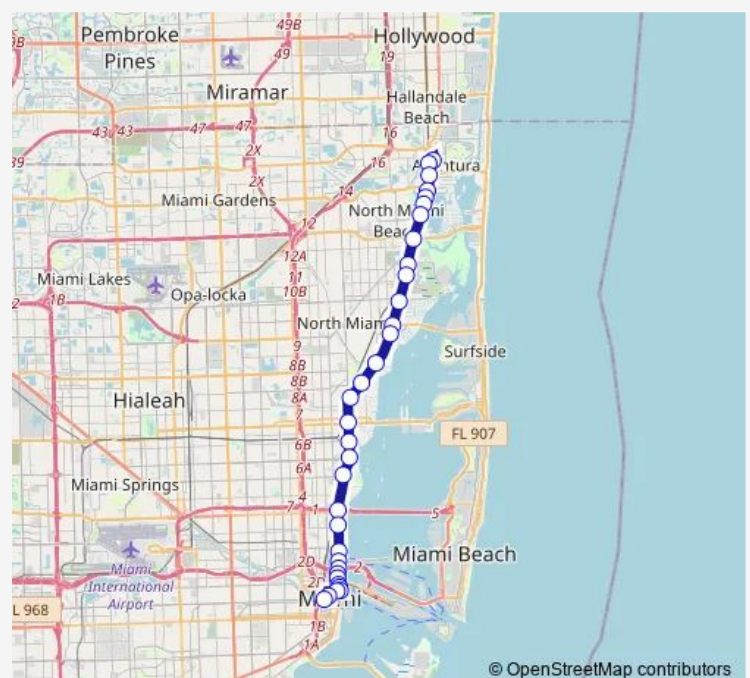 49B
Pembroke
Pines
Hollywood
49
19
Miramar
Hallandale
Beach
43
43
47
47
16
2X
16
Aventura
2X
14
Miami Gardens
12
North Miami
Beach
12A
Miami Lakes
11
10B
Opa-locka
1B
North Miami
9
Surfside
8B
8B
8A
Hialeah
7
FL 907
6B
6A
Miami Springs
4
7
1
5
Miami Beach
2D
2
Miami
International
Airport
Miami
L 968
1B
1A
© OpenStreetMap contributors